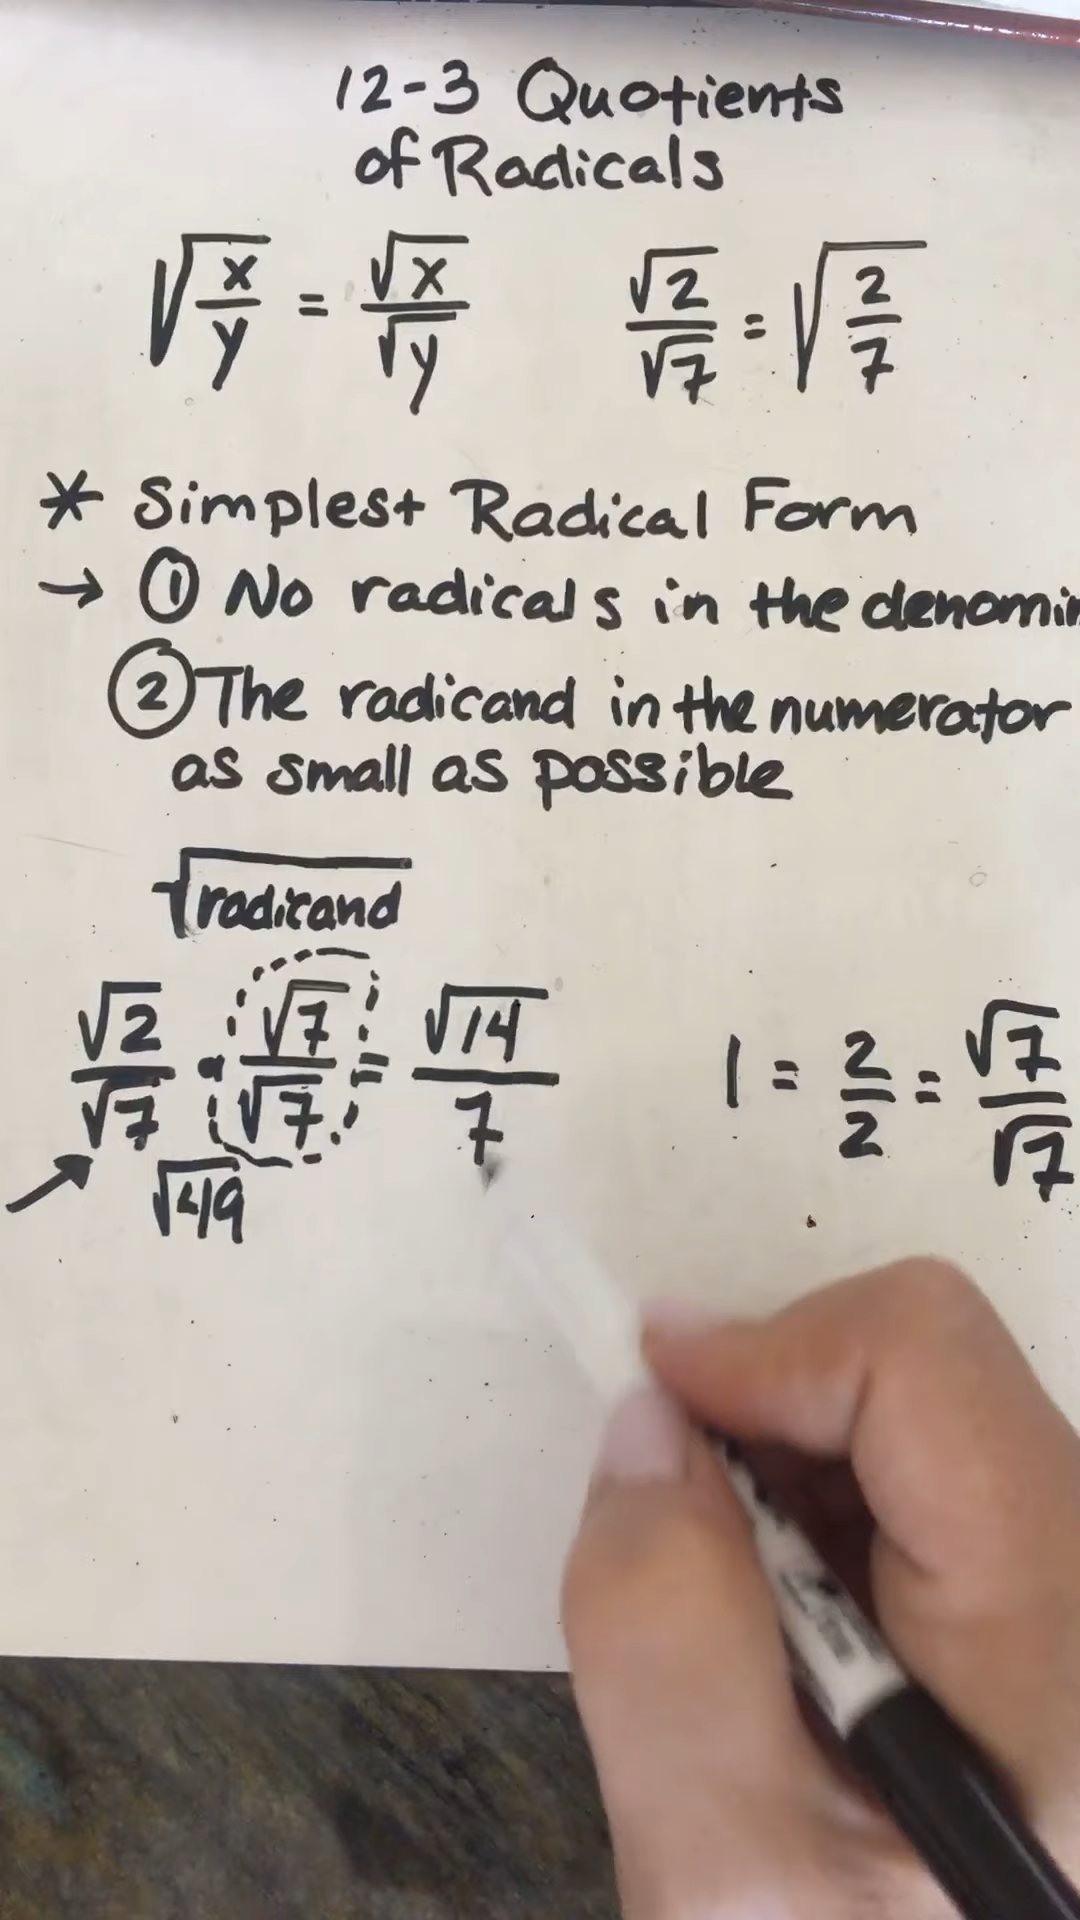 12-3 Quotients
of Radicals
√(x/y) = √x/√y    √2/√7 = √(2/7)
* Simplest Radical Form
→ ① No radicals in the denomin
② The radicand in the numerator
as small as possible
√radicand
√2/√7 · √7/√7 = √14/7    1 = 2/2 = √7/√7
√49